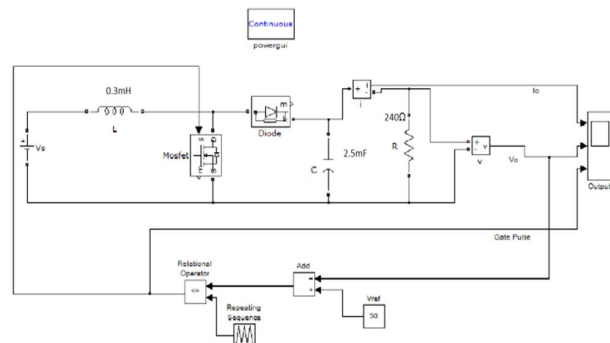 Continuous
powergui
0.3mH
L
Vs
Mosfet
m
Diode
+
-
i
i
Io
240Ω
R
2.5mF
C
+
-
v
v
Vo
Output
Gate Pulse
Relational
Operator
<=
Add
Repeating
Sequence
Vref